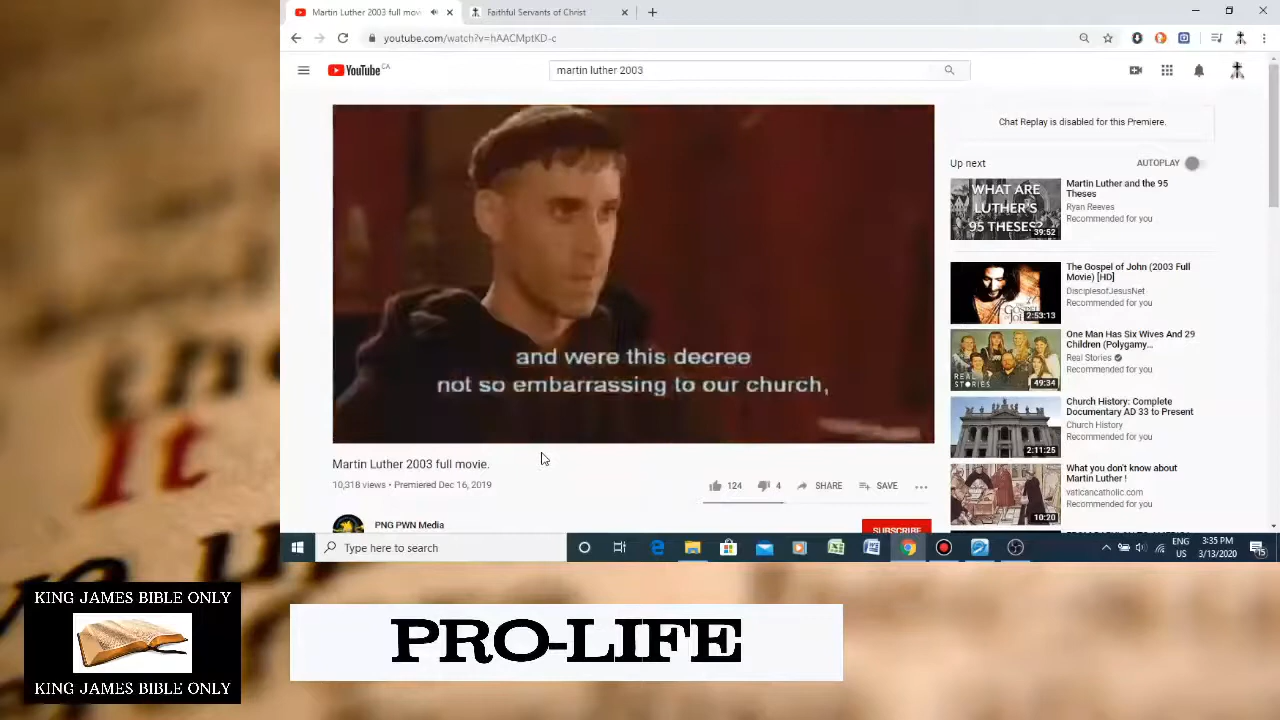 Martin Luther 2003 full mov
Faithful Servants of Christ
youtube.com/watch?v=hAACMptKD-c
YouTube CA
martin luther 2003
and were this decree
not so embarrassing to our church,
Martin Luther 2003 full movie.
10,318 views • Premiered Dec 16, 2019
124
4
SHARE
SAVE
PNG PWN Media
SUBSCRIBE
Chat Replay is disabled for this Premiere.
Up next
AUTOPLAY
WHAT ARE
LUTHER'S
95 THESES?
39:52
Martin Luther and the 95
Theses
Ryan Reeves
Recommended for you
2:53:13
The Gospel of John (2003 Full
Movie) [HD]
DisciplesofJesusNet
Recommended for you
REAL
STORIES
49:34
One Man Has Six Wives And 29
Children (Polygamy...
Real Stories
Recommended for you
2:11:25
Church History: Complete
Documentary AD 33 to Present
Church History
Recommended for you
10:20
What you don't know about
Martin Luther !
vaticancatholic.com
Recommended for you
Type here to search
ENG
US
3:35 PM
3/13/2020
15
It
KING JAMES BIBLE ONLY
KING JAMES BIBLE ONLY
PRO-LIFE